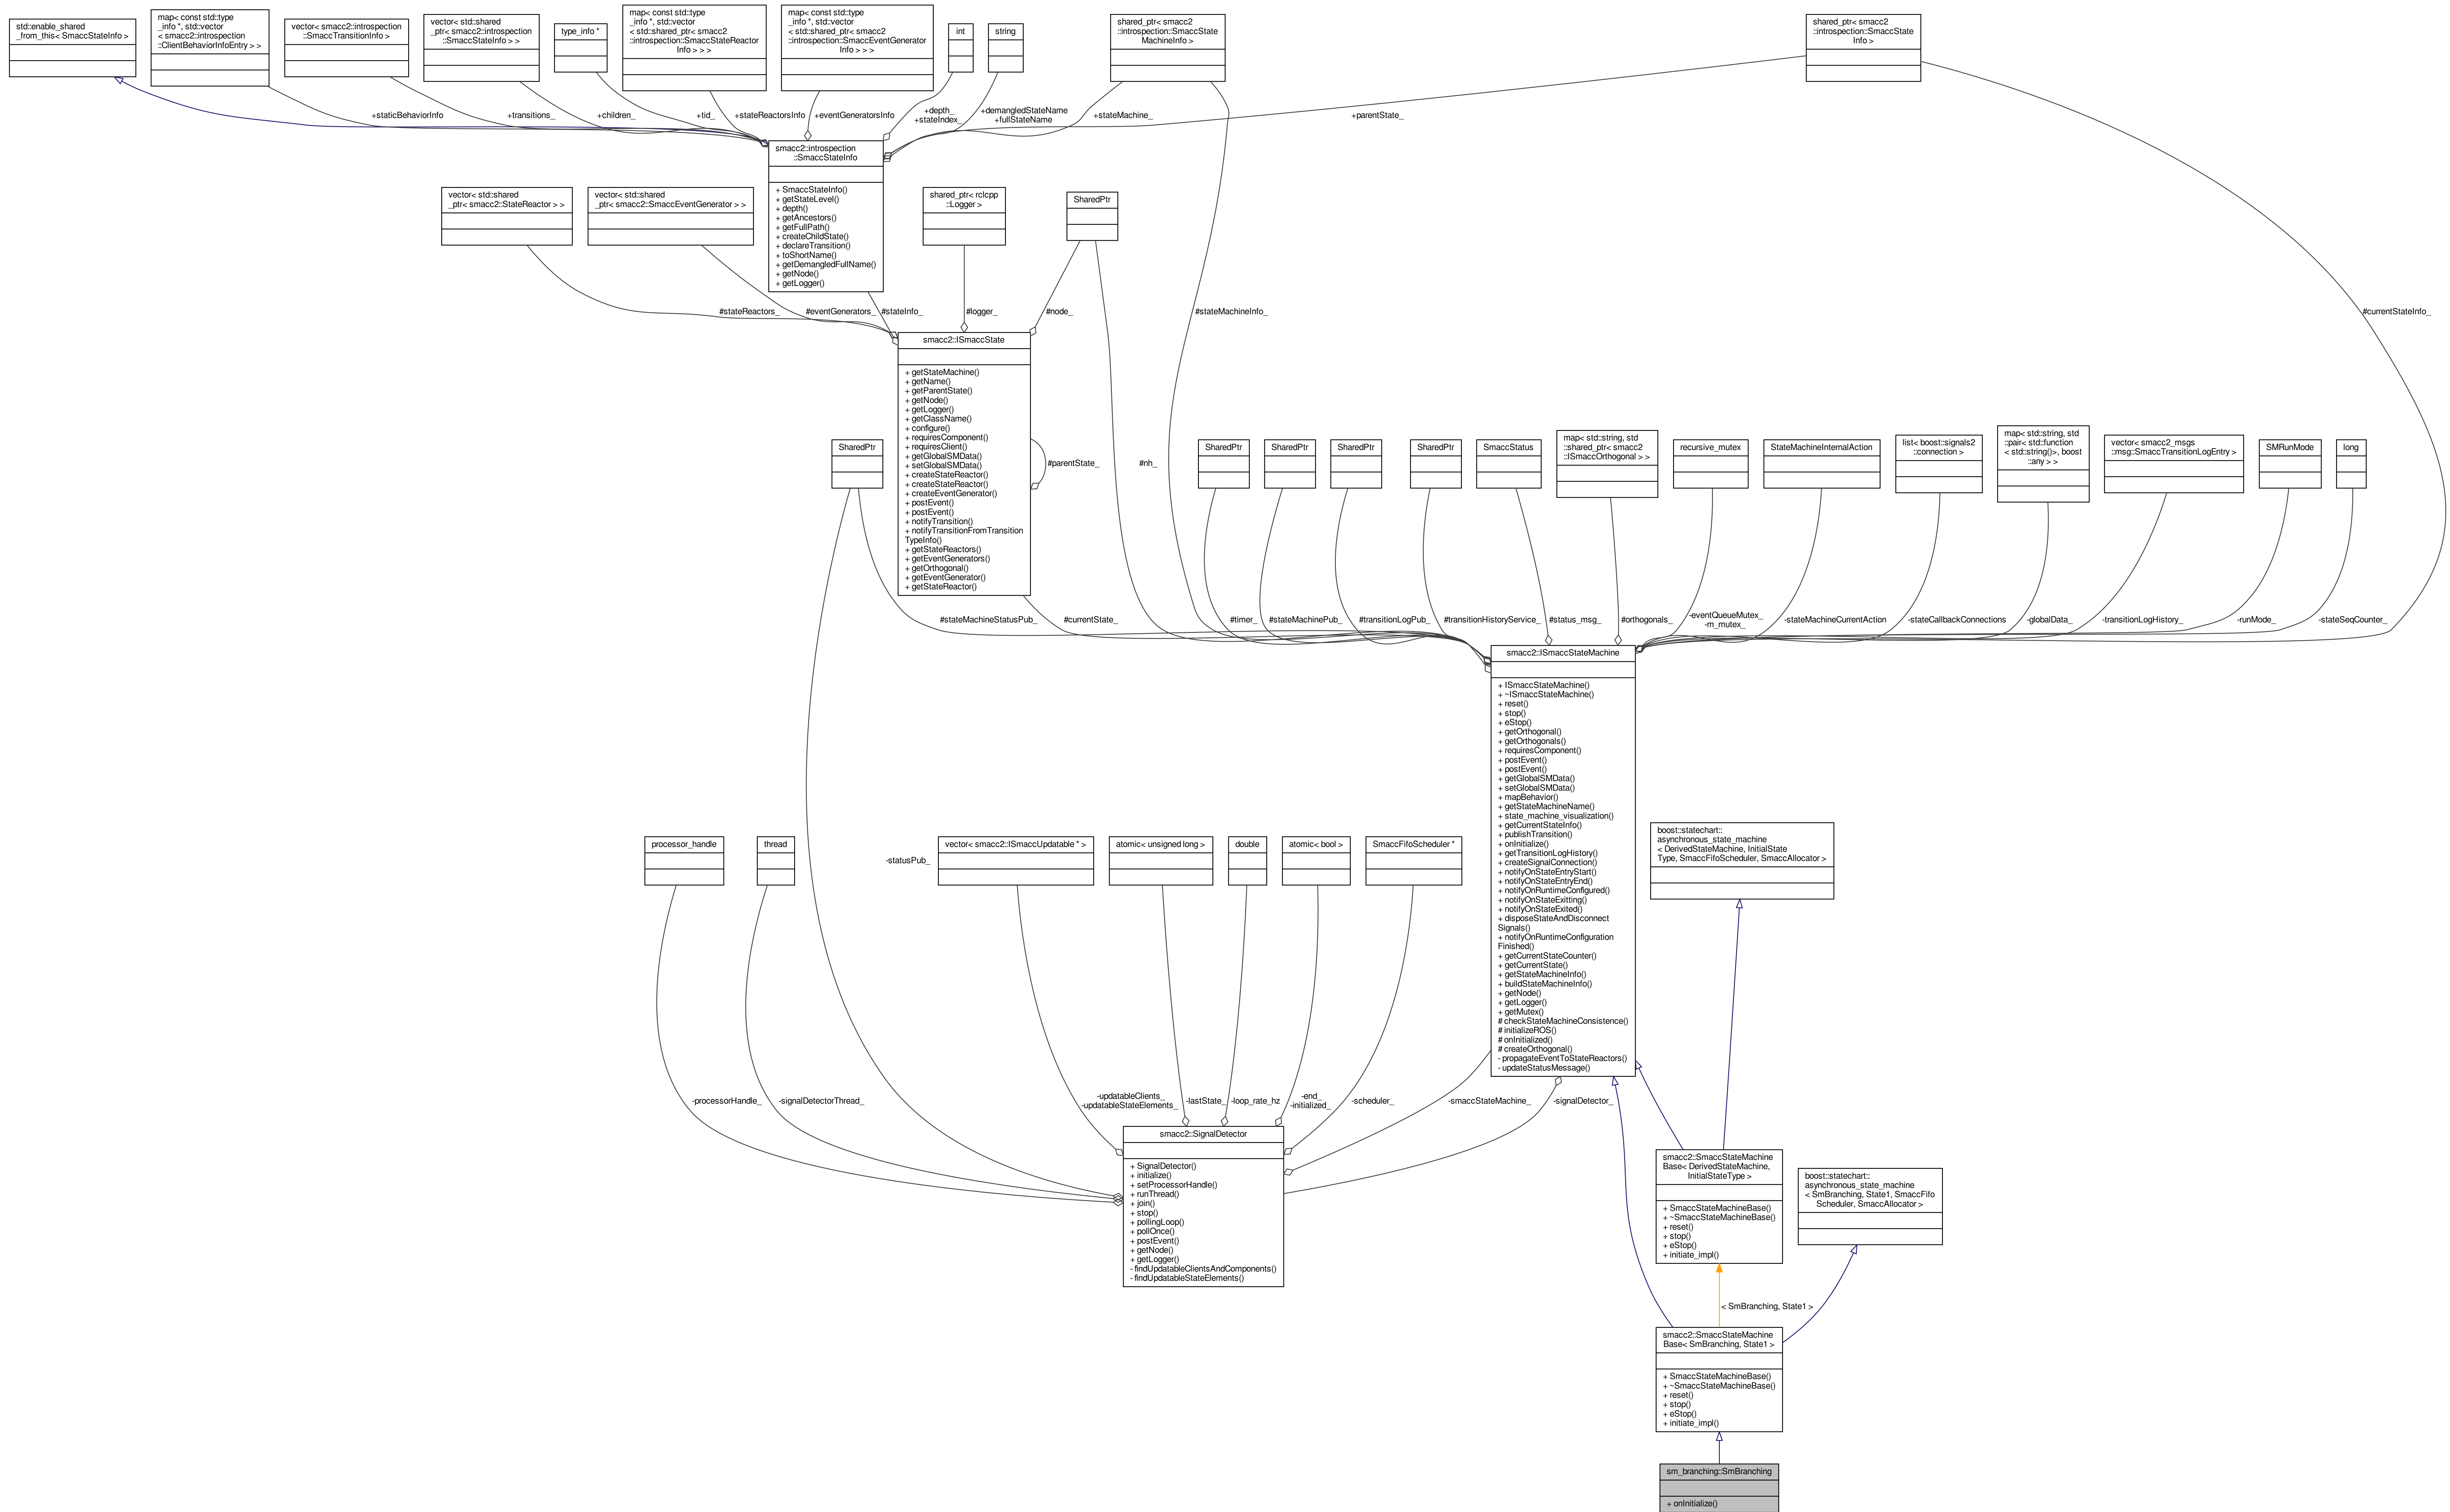 std::enable_shared
_from_this< SmaccStateInfo >
map< const std::type
_info *, std::vector
< smacc2::introspection
::ClientBehaviorInfoEntry > >
vector< smacc2::introspection
::SmaccTransitionInfo >
vector< std::shared
_ptr< smacc2::introspection
::SmaccStateInfo > >
type_info *
map< const std::type
_info *, std::vector
< std::shared_ptr< smacc2
::introspection::SmaccStateReactor
Info > > >
map< const std::type
_info *, std::vector
< std::shared_ptr< smacc2
::introspection::SmaccEventGenerator
Info > > >
int
string
shared_ptr< smacc2
::introspection::SmaccState
MachineInfo >
shared_ptr< smacc2
::introspection::SmaccState
Info >
+staticBehaviorInfo
+transitions_
+children_
+tid_
+stateReactorsInfo
+eventGeneratorsInfo
+depth_
+stateIndex_
+demangledStateName
+fullStateName
+stateMachine_
+parentState_
smacc2::introspection
::SmaccStateInfo
+ SmaccStateInfo()
+ getStateLevel()
+ depth()
+ getAncestors()
+ getFullPath()
+ createChildState()
+ declareTransition()
+ toShortName()
+ getDemangledFullName()
+ getNode()
+ getLogger()
vector< std::shared
_ptr< smacc2::StateReactor > >
vector< std::shared
_ptr< smacc2::SmaccEventGenerator > >
shared_ptr< rclcpp
::Logger >
SharedPtr
#stateReactors_
#eventGenerators_
#stateInfo_
#logger_
#node_
#stateMachineInfo_
#currentStateInfo_
smacc2::ISmaccState
+ getStateMachine()
+ getName()
+ getParentState()
+ getNode()
+ getLogger()
+ getClassName()
+ configure()
+ requiresComponent()
+ requiresClient()
+ getGlobalSMData()
+ setGlobalSMData()
+ createStateReactor()
+ createStateReactor()
+ createEventGenerator()
+ postEvent()
+ postEvent()
+ notifyTransition()
+ notifyTransitionFromTransition
TypeInfo()
+ getStateReactors()
+ getEventGenerators()
+ getOrthogonal()
+ getEventGenerator()
+ getStateReactor()
#parentState_
#nh_
SharedPtr
SharedPtr
SharedPtr
SharedPtr
SharedPtr
SmaccStatus
map< std::string, std
::shared_ptr< smacc2
::ISmaccOrthogonal > >
recursive_mutex
StateMachineInternalAction
list< boost::signals2
::connection >
map< std::string, std
::pair< std::function
< std::string()>, boost
::any > >
vector< smacc2_msgs
::msg::SmaccTransitionLogEntry >
SMRunMode
long
#stateMachineStatusPub_
#currentState_
#timer_
#stateMachinePub_
#transitionLogPub_
#transitionHistoryService_
#status_msg_
#orthogonals_
-eventQueueMutex_
-m_mutex_
-stateMachineCurrentAction
-stateCallbackConnections
-globalData_
-transitionLogHistory_
-runMode_
-stateSeqCounter_
smacc2::ISmaccStateMachine
+ ISmaccStateMachine()
+ ~ISmaccStateMachine()
+ reset()
+ stop()
+ eStop()
+ getOrthogonal()
+ getOrthogonals()
+ requiresComponent()
+ postEvent()
+ postEvent()
+ getGlobalSMData()
+ setGlobalSMData()
+ mapBehavior()
+ getStateMachineName()
+ state_machine_visualization()
+ getCurrentStateInfo()
+ publishTransition()
+ onInitialize()
+ getTransitionLogHistory()
+ createSignalConnection()
+ notifyOnStateEntryStart()
+ notifyOnStateEntryEnd()
+ notifyOnRuntimeConfigured()
+ notifyOnStateExitting()
+ notifyOnStateExited()
+ disposeStateAndDisconnect
Signals()
+ notifyOnRuntimeConfiguration
Finished()
+ getCurrentStateCounter()
+ getCurrentState()
+ getStateMachineInfo()
+ buildStateMachineInfo()
+ getNode()
+ getLogger()
+ getMutex()
# checkStateMachineConsistence()
# initializeROS()
# onInitialized()
# createOrthogonal()
- propagateEventToStateReactors()
- updateStatusMessage()
processor_handle
thread
-statusPub_
vector< smacc2::ISmaccUpdatable * >
atomic< unsigned long >
double
atomic< bool >
SmaccFifoScheduler *
boost::statechart::
asynchronous_state_machine
< DerivedStateMachine, InitialState
Type, SmaccFifoScheduler, SmaccAllocator >
-processorHandle_
-signalDetectorThread_
-updatableClients_
-updatableStateElements_
-lastState_
-loop_rate_hz
-end_
-initialized_
-scheduler_
-smaccStateMachine_
-signalDetector_
smacc2::SignalDetector
+ SignalDetector()
+ initialize()
+ setProcessorHandle()
+ runThread()
+ join()
+ stop()
+ pollingLoop()
+ pollOnce()
+ postEvent()
+ getNode()
+ getLogger()
- findUpdatableClientsAndComponents()
- findUpdatableStateElements()
smacc2::SmaccStateMachine
Base< DerivedStateMachine,
InitialStateType >
+ SmaccStateMachineBase()
+ ~SmaccStateMachineBase()
+ reset()
+ stop()
+ eStop()
+ initiate_impl()
boost::statechart::
asynchronous_state_machine
< SmBranching, State1, SmaccFifo
Scheduler, SmaccAllocator >
< SmBranching, State1 >
smacc2::SmaccStateMachine
Base< SmBranching, State1 >
+ SmaccStateMachineBase()
+ ~SmaccStateMachineBase()
+ reset()
+ stop()
+ eStop()
+ initiate_impl()
sm_branching::SmBranching
+ onInitialize()